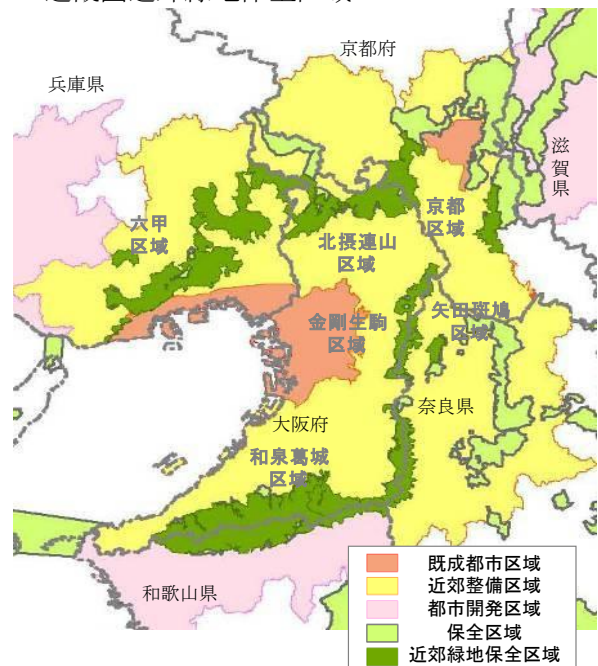 京都府
兵庫県
滋賀県
六甲
区域
京都
区域
北摂連山
区域
矢田斑鳩
区域
金剛生駒
区域
奈良県
大阪府
和泉葛城
区域
和歌山県
既成都市区域
近郊整備区域
都市開発区域
保全区域
近郊緑地保全区域